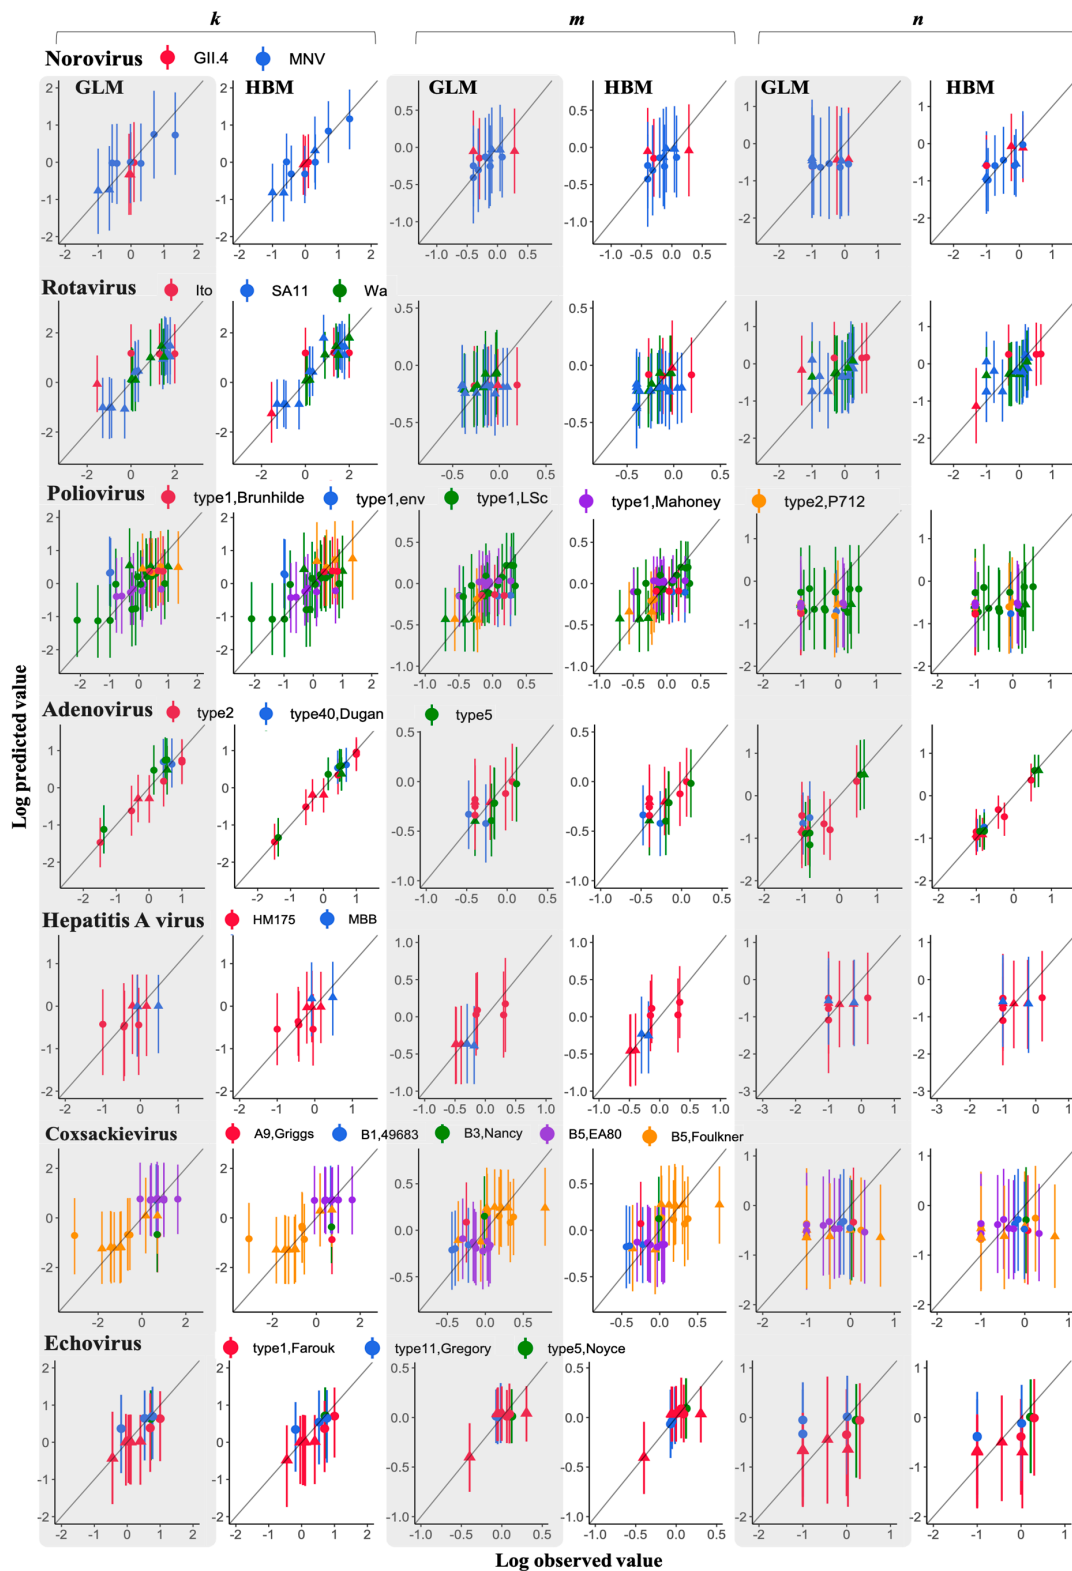 k m n
Norovirus GII.4 MNV
GLM HBM GLM HBM GLM HBM
Rotavirus Ito SA11 Wa
Poliovirus type1,Brunhilde type1,env type1,LSc type1,Mahoney type2,P712
Adenovirus type2 type40,Dugan type5
Hepatitis A virus HM175 MBB
Coxsackievirus A9,Griggs B1,49683 B3,Nancy B5,EA80 B5,Foulkner
Echovirus type1,Farouk type11,Gregory type5,Noyce
Log predicted value
Log observed value